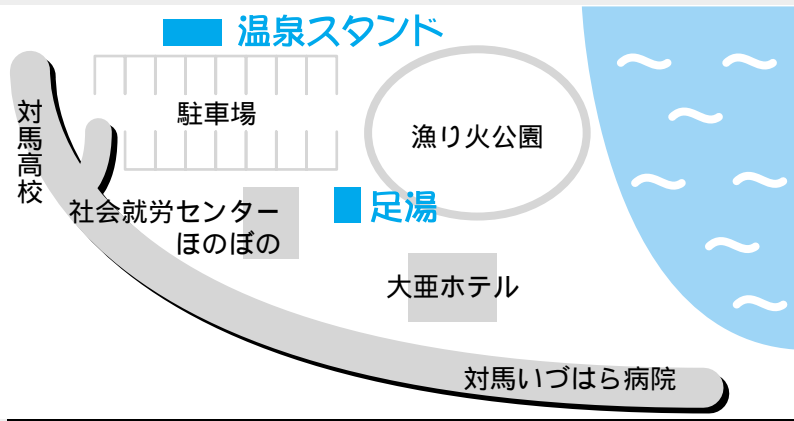 温泉スタンド
駐車場
漁り火公園
対馬高校
社会就労センター
ほのぼの
足湯
大亜ホテル
対馬いづはら病院